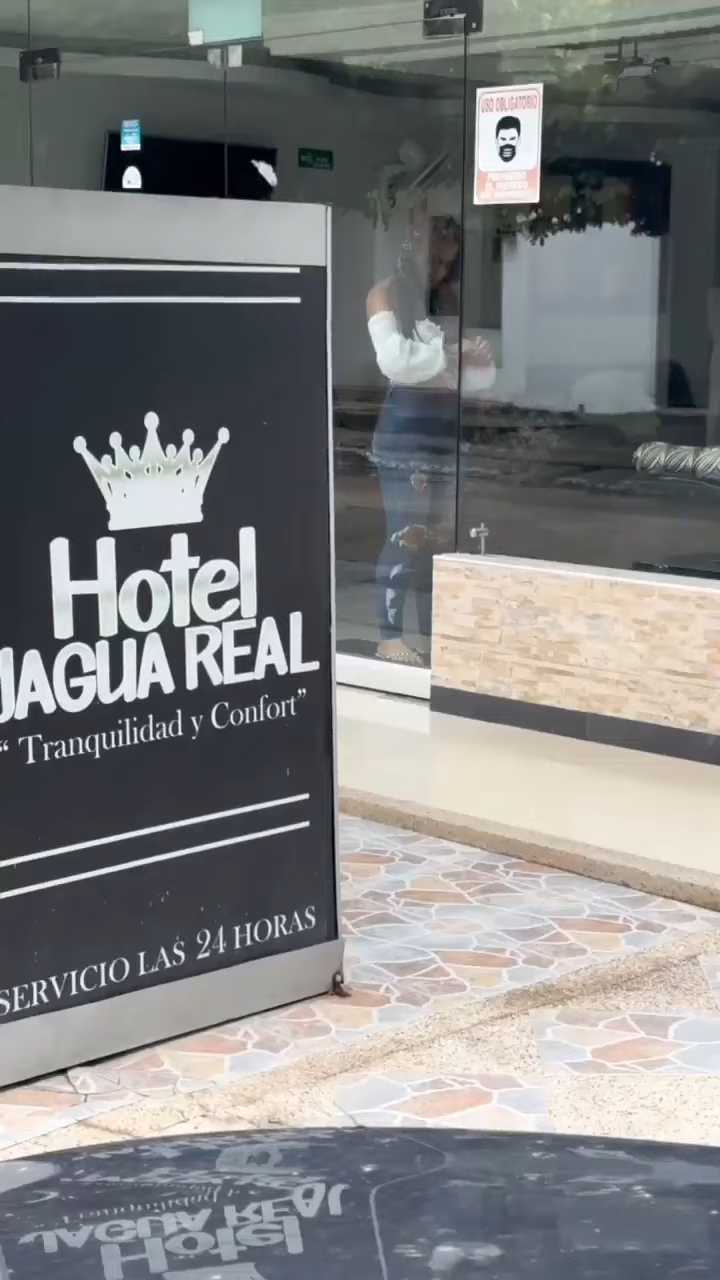 USO OBLIGATORIO
Hotel
JAGUA REAL
“ Tranquilidad y Confort”
SERVICIO LAS 24 HORAS